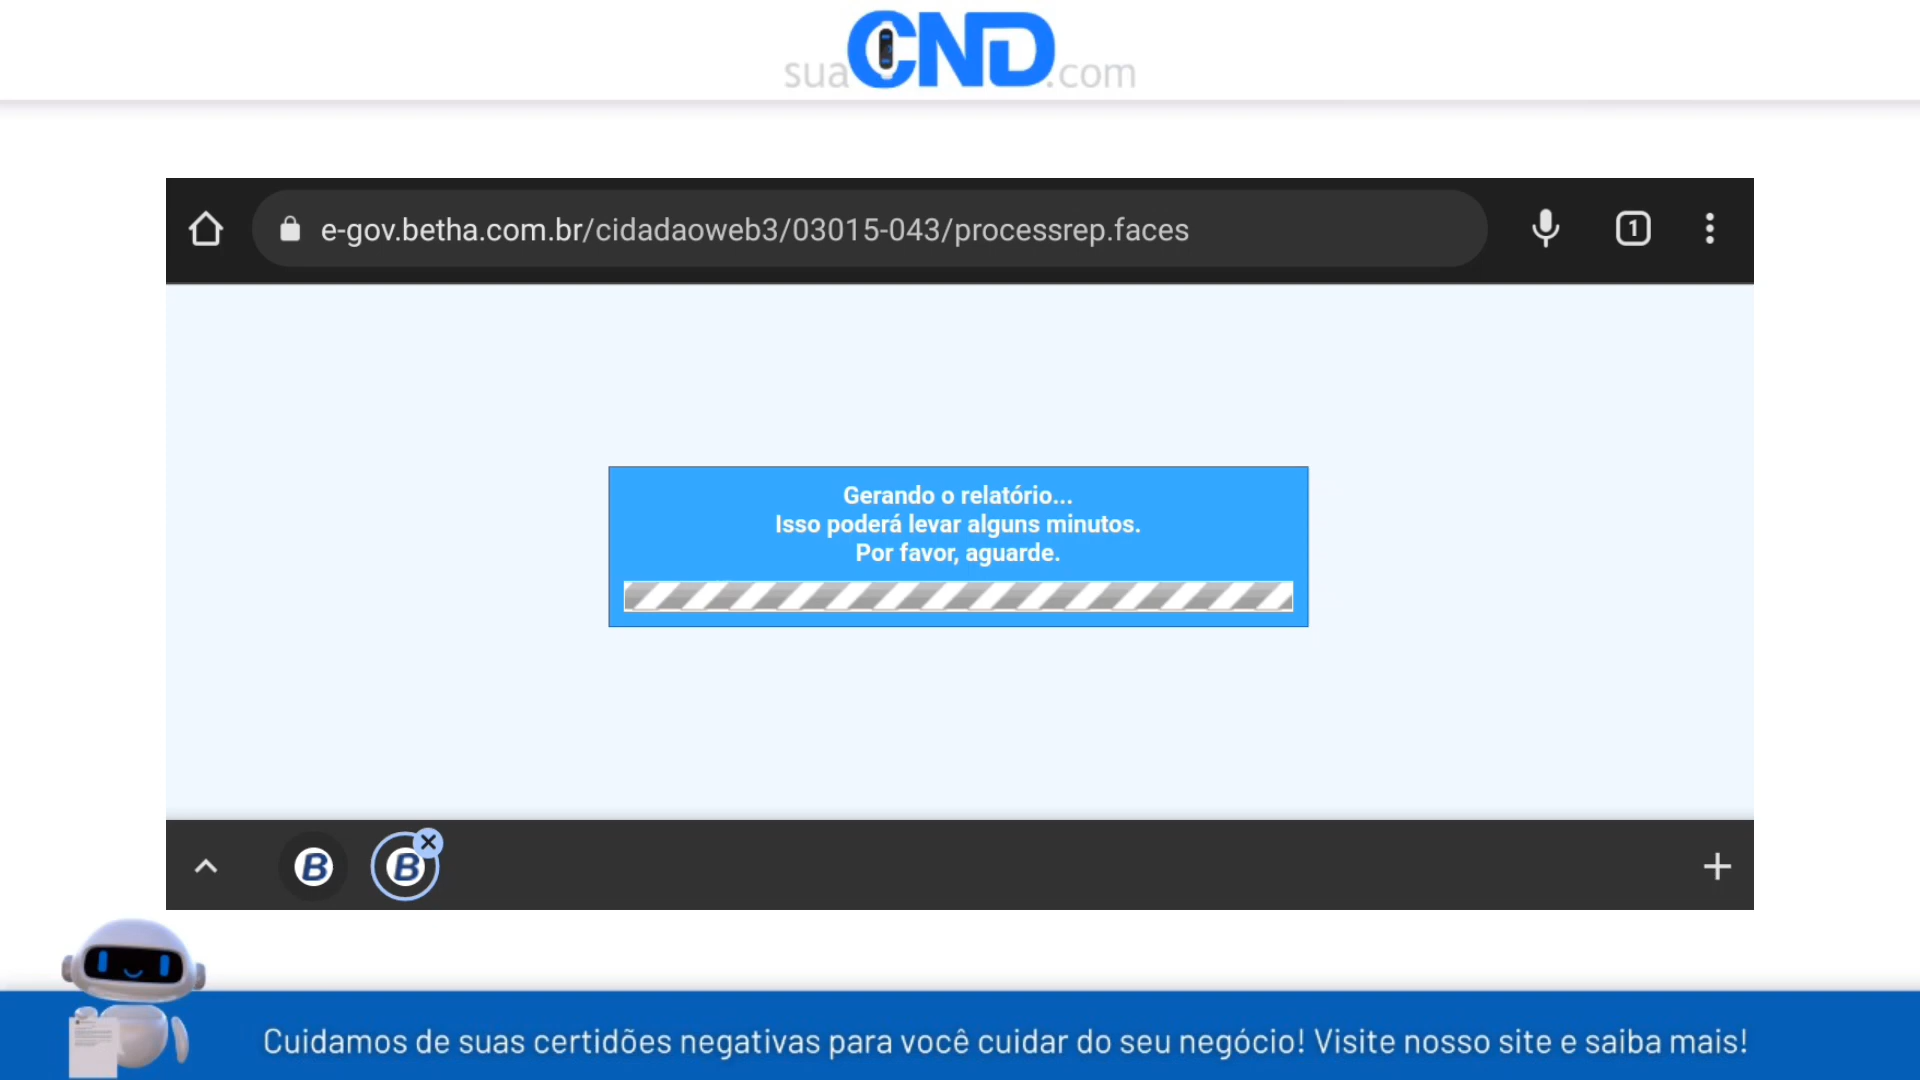 suaCND.com
e-gov.betha.com.br/cidadaoweb3/03015-043/processrep.faces
1
Gerando o relatório...
Isso poderá levar alguns minutos.
Por favor, aguarde.
B
B
Cuidamos de suas certidões negativas para você cuidar do seu negócio! Visite nosso site e saiba mais!